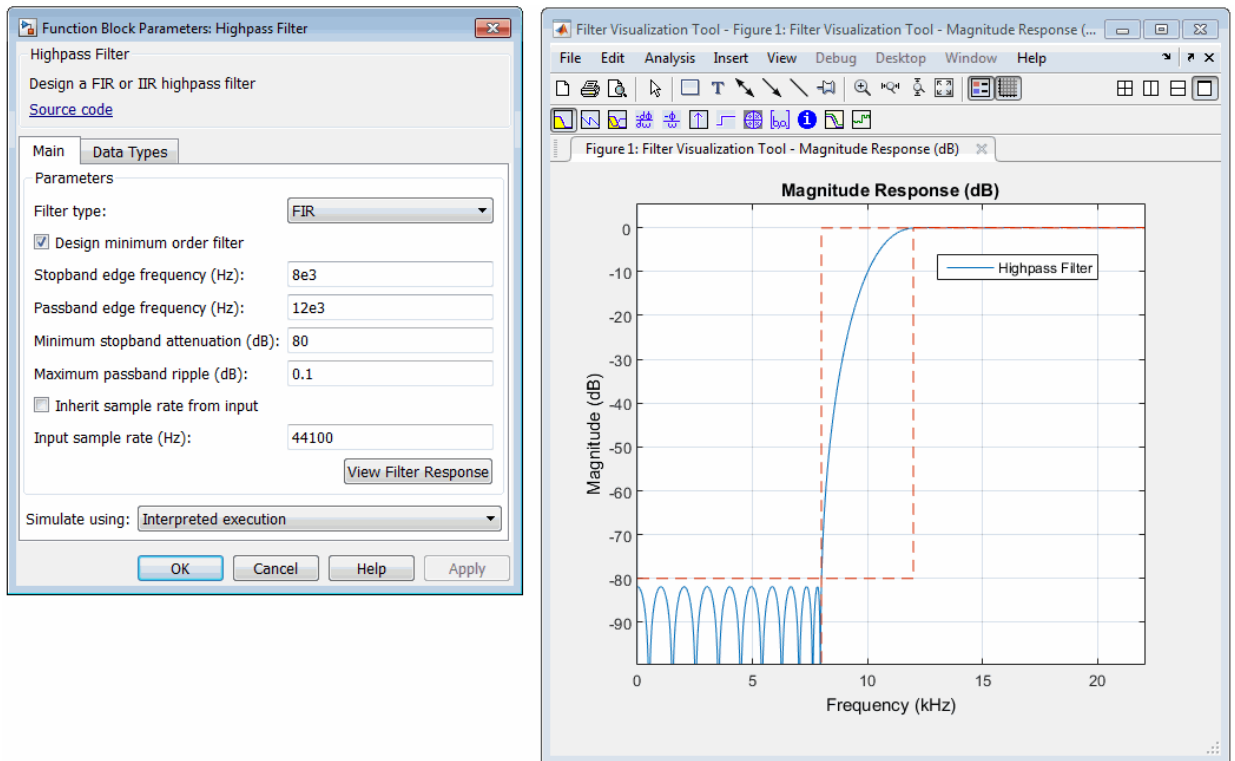 Function Block Parameters: Highpass Filter
Highpass Filter
Design a FIR or IIR highpass filter
Source code
Main
Data Types
Parameters
Filter type:
FIR
Design minimum order filter
Stopband edge frequency (Hz):
8e3
Passband edge frequency (Hz):
12e3
Minimum stopband attenuation (dB):
80
Maximum passband ripple (dB):
0.1
Inherit sample rate from input
Input sample rate (Hz):
44100
View Filter Response
Simulate using:
Interpreted execution
OK
Cancel
Help
Apply
Filter Visualization Tool - Figure 1: Filter Visualization Tool - Magnitude Response (...
File Edit Analysis Insert View Debug Desktop Window Help
Figure 1: Filter Visualization Tool - Magnitude Response (dB)
Magnitude Response (dB)
Highpass Filter
Magnitude (dB)
0
-10
-20
-30
-40
-50
-60
-70
-80
-90
0 5 10 15 20
Frequency (kHz)